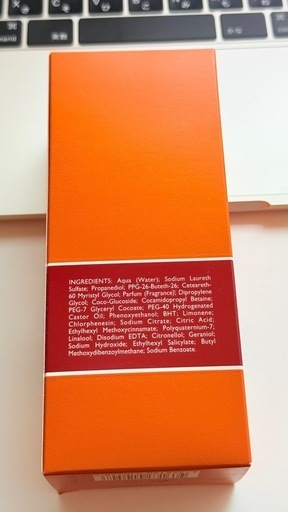 INGREDIENTS: Aqua (Water); Sodium Laureth
Sulfate; Propanediol; PPG-26-Buteth-26; Ceteareth-
60 Myristyl Glycol; Parfum (Fragrance); Dipropylene
Glycol; Coco-Glucoside; Cocamidopropyl Betaine;
PEG-7 Glyceryl Cocoate; PEG-40 Hydrogenated
Castor Oil; Phenoxyethanol; BHT; Limonene;
Chlorphenesin; Sodium Citrate; Citric Acid;
Ethylhexyl Methoxycinnamate; Polyquaternium-7;
Linalool; Disodium EDTA; Citronellol; Geraniol;
Sodium Hydroxide; Ethylhexyl Salicylate; Butyl
Methoxydibenzoylmethane; Sodium Benzoate.